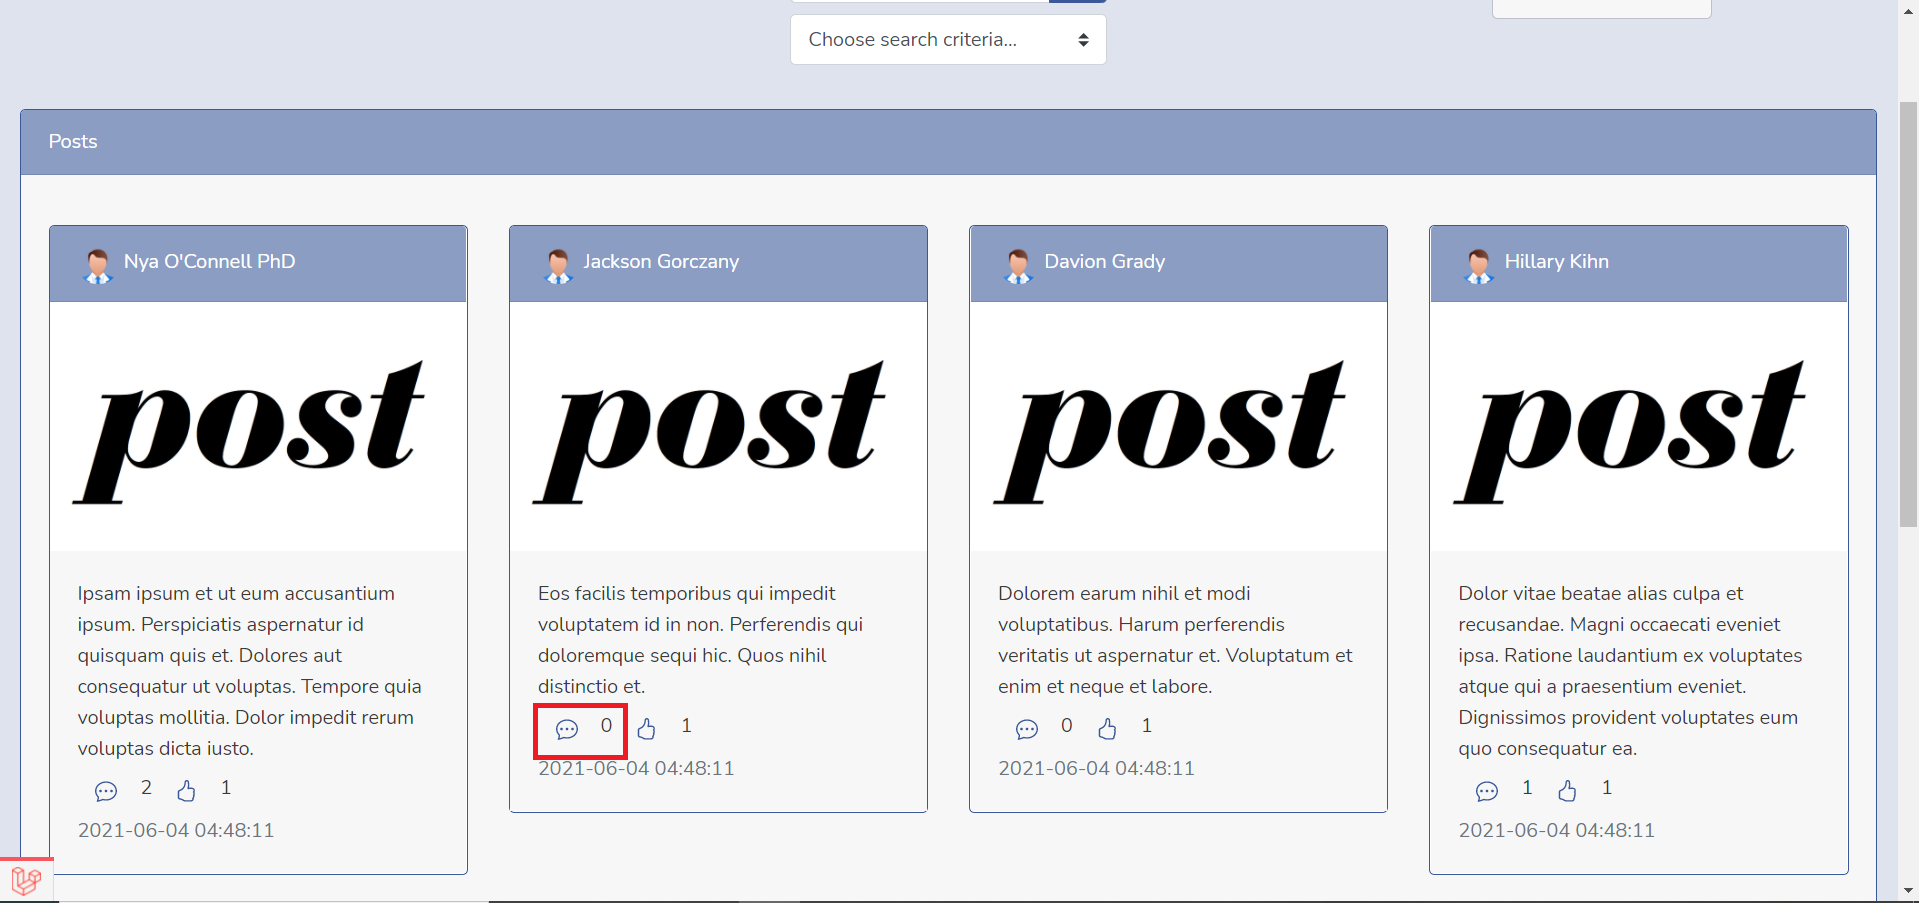 Choose search criteria...
Posts
Nya O'Connell PhD
post
Ipsam ipsum et ut eum accusantium
ipsum. Perspiciatis aspernatur id
quisquam quis et. Dolores aut
consequatur ut voluptas. Tempore quia
voluptas mollitia. Dolor impedit rerum
voluptas dicta iusto.
2 1
2021-06-04 04:48:11
Jackson Gorczany
post
Eos facilis temporibus qui impedit
voluptatem id in non. Perferendis qui
doloremque sequi hic. Quos nihil
distinctio et.
0 1
2021-06-04 04:48:11
Davion Grady
post
Dolorem earum nihil et modi
voluptatibus. Harum perferendis
veritatis ut aspernatur et. Voluptatum et
enim et neque et labore.
0 1
2021-06-04 04:48:11
Hillary Kihn
post
Dolor vitae beatae alias culpa et
recusandae. Magni occaecati eveniet
ipsa. Ratione laudantium ex voluptates
atque qui a praesentium eveniet.
Dignissimos provident voluptates eum
quo consequatur ea.
1 1
2021-06-04 04:48:11